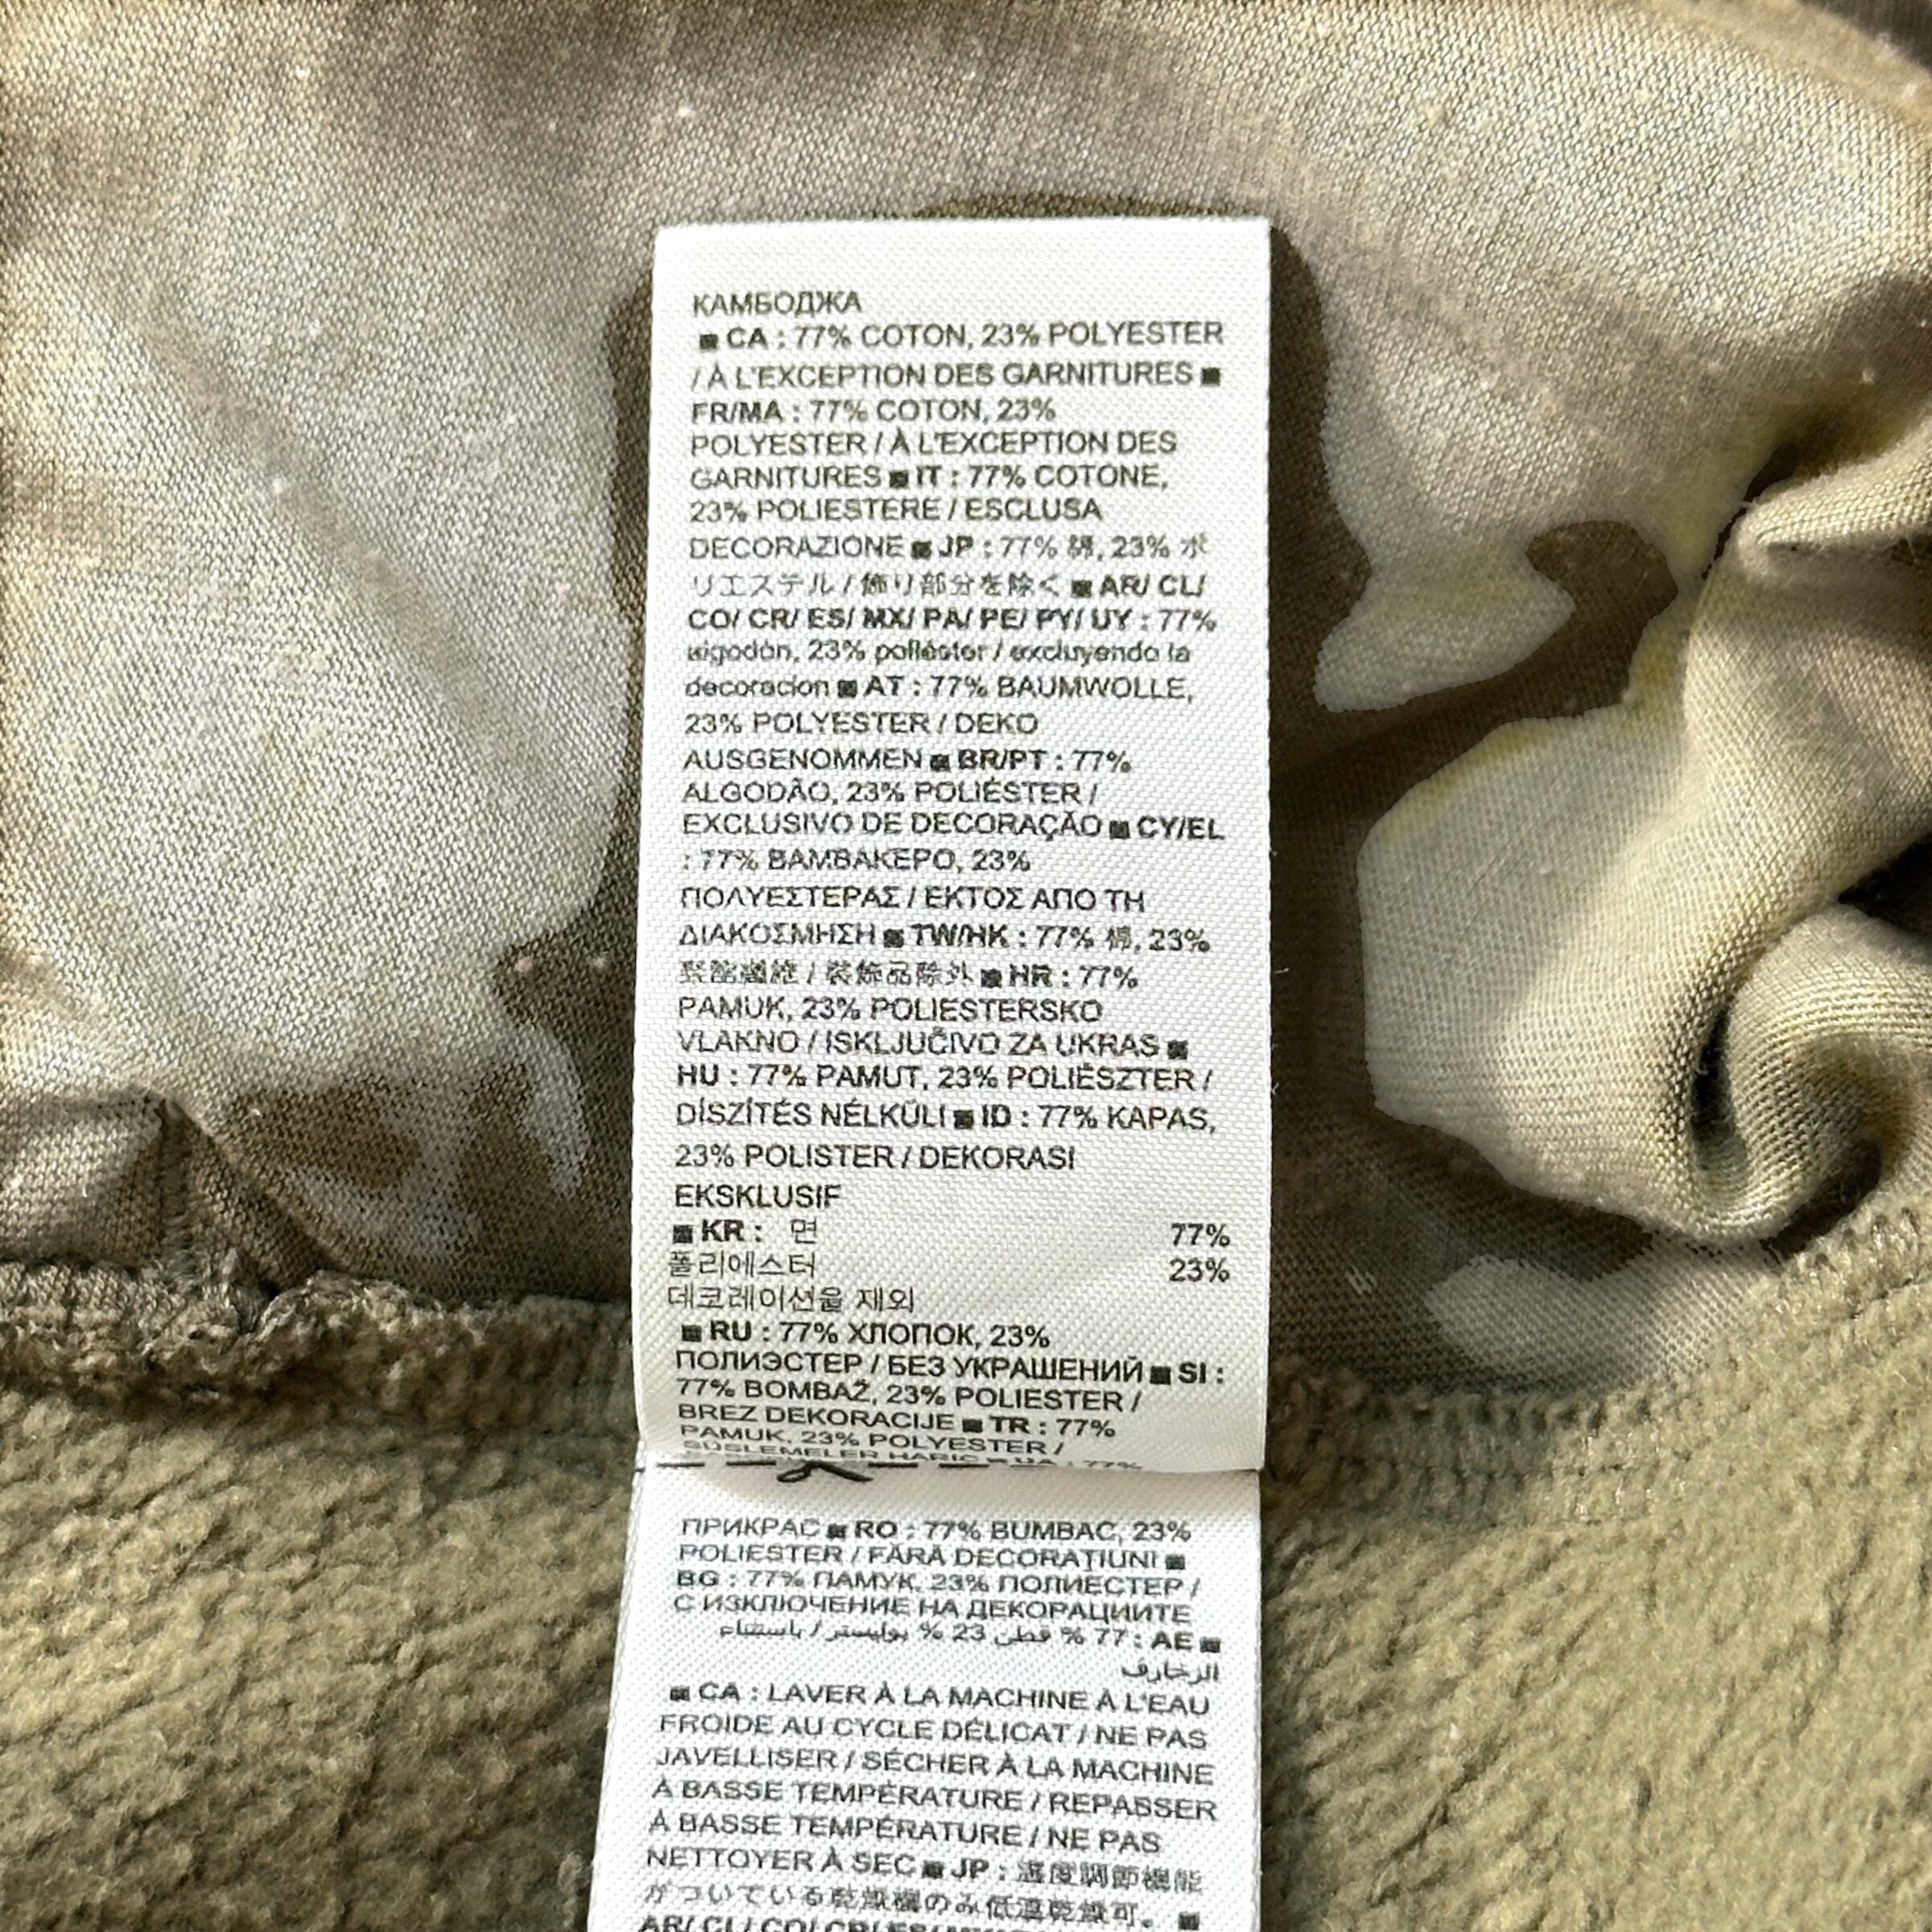 КАМБОДЖА
■ CA : 77% COTON, 23% POLYESTER
/ À L'EXCEPTION DES GARNITURES ■
FR/MA : 77% COTON, 23%
POLYESTER / À L'EXCEPTION DES
GARNITURES ■ IT : 77% COTONE,
23% POLIESTERE / ESCLUSA
DECORAZIONE ■ JP : 77% 綿, 23% ポ
リエステル / 飾り部分を除く ■ AR/ CL/
CO/ CR/ ES/ MX/ PA/ PE/ PY/ UY : 77%
algodón, 23% poliéster / excluyendo la
decoracion ■ AT : 77% BAUMWOLLE,
23% POLYESTER / DEKO
AUSGENOMMEN ■ BR/PT : 77%
ALGODÃO, 23% POLIÉSTER /
EXCLUSIVO DE DECORAÇÃO ■ CY/EL
: 77% ΒΑΜΒΑΚΕΡΟ, 23%
ΠΟΛΥΕΣΤΕΡΑΣ / ΕΚΤΟΣ ΑΠΟ ΤΗ
ΔΙΑΚΟΣΜΗΣΗ ■ TW/HK : 77% 棉, 23%
聚酯纖維 / 裝飾品除外 ■ HR : 77%
PAMUK, 23% POLIESTERSKO
VLAKNO / ISKLJUČIVO ZA UKRAS ■
HU : 77% PAMUT, 23% POLIÉSZTER /
DÍSZÍTÉS NÉLKÜLI ■ ID : 77% KAPAS,
23% POLISTER / DEKORASI
EKSKLUSIF
■ KR : 면 77%
폴리에스터 23%
데코레이션을 제외
■ RU : 77% ХЛОПОК, 23%
ПОЛИЭСТЕР / БЕЗ УКРАШЕНИЙ ■ SI :
77% BOMBAŽ, 23% POLIESTER /
BREZ DEKORACIJE ■ TR : 77%
PAMUK, 23% POLYESTER /
SÜSLEMELER HARIC ■ UA : 77%
ПРИКРАС ■ RO : 77% BUMBAC, 23%
POLIESTER / FĂRĂ DECORAȚIUNI ■
BG : 77% ПАМУК, 23% ПОЛИЕСТЕР /
С ИЗКЛЮЧЕНИЕ НА ДЕКОРАЦИИТЕ
■ AE : 77 % قطن 23 % بوليستر / باستثناء
الزخارف
■ CA : LAVER À LA MACHINE À L'EAU
FROIDE AU CYCLE DÉLICAT / NE PAS
JAVELLISER / SÉCHER À LA MACHINE
À BASSE TEMPÉRATURE / REPASSER
À BASSE TEMPÉRATURE / NE PAS
NETTOYER À SEC ■ JP : 温度調節機能
がついている乾燥機のみ低温乾燥可。 ■
AR/ CL/ CO/ CR/ ES/